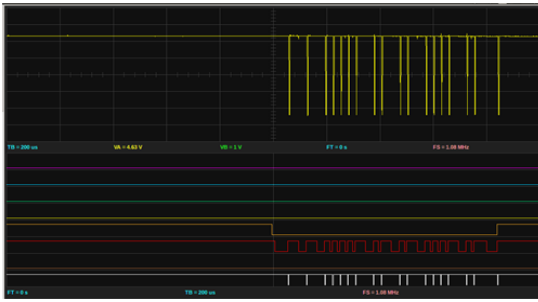 TB = 200 us VA = 4.63 V VB = 1 V FT = 0 s FS = 1.08 MHz
FT = 0 s TB = 200 us FS = 1.08 MHz